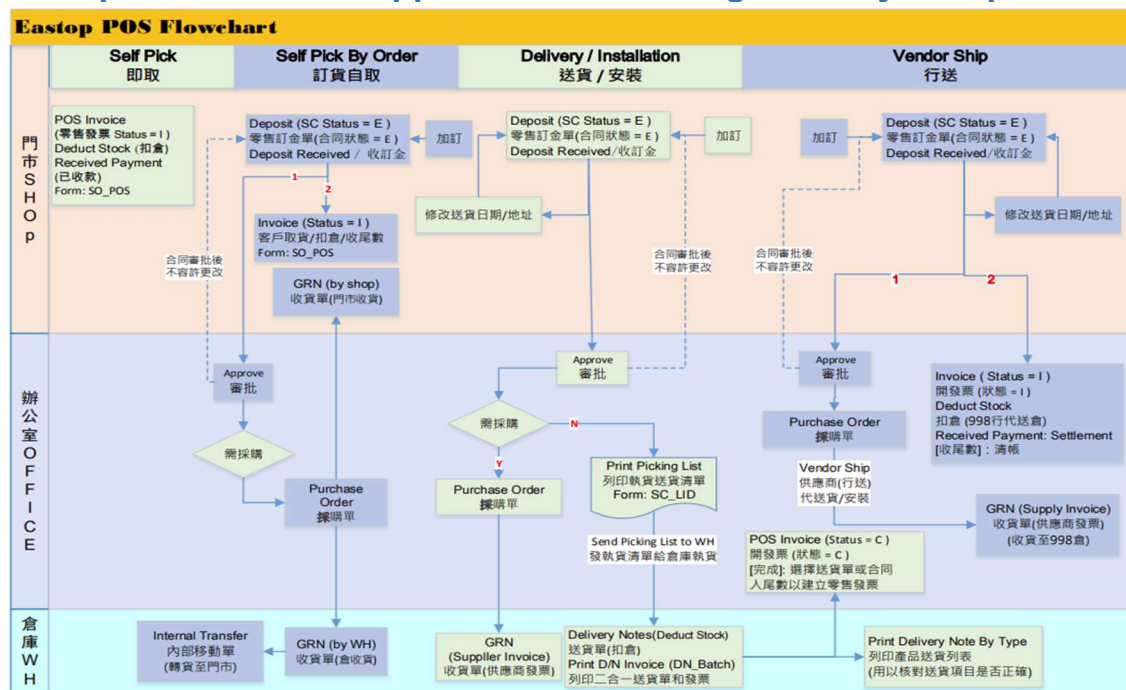 Eastop POS Flowchart
Self Pick
即取
Self Pick By Order
訂貨自取
Delivery / Installation
送貨 / 安裝
Vendor Ship
行送
門市SHOp
POS Invoice
(零售發票 Status = I )
Deduct Stock (扣倉)
Received Payment
(已收款)
Form: SO_POS
Deposit (SC Status = E )
零售訂金單(合同狀態 = E )
Deposit Received / 收訂金
加訂
1
2
Invoice (Status = I )
客戶取貨/扣倉/收尾數
Form: SO_POS
合同審批後
不容許更改
GRN (by shop)
收貨單(門市收貨)
Deposit (SC Status = E )
零售訂金單(合同狀態 = E )
Deposit Received/收訂金
加訂
修改送貨日期/地址
合同審批後
不容許更改
加訂
Deposit (SC Status = E )
零售訂金單(合同狀態 = E )
Deposit Received/收訂金
修改送貨日期/地址
合同審批後
不容許更改
1
2
辦公室OFFICE
Approve
審批
需採購
Purchase
Order
採購單
Approve
審批
需採購
N
Y
Purchase Order
採購單
Print Picking List
列印執貨送貨清單
Form: SC_LID
Send Picking List to WH
發執貨清單給倉庫執貨
Approve
審批
Purchase Order
採購單
Vendor Ship
供應商(行送)
代送貨/安裝
Invoice ( Status = I )
開發票 (狀態 = I )
Deduct Stock
扣倉 (998行代送倉)
Received Payment: Settlement
[收尾數] : 清帳
GRN (Supply Invoice)
收貨單(供應商發票)
(收貨至998倉)
POS Invoice (Status = C )
開發票 (狀態 = C )
[完成]: 選擇送貨單或合同
入尾數以建立零售發票
倉庫WH
Internal Transfer
內部移動單
(轉貨至門市)
GRN (by WH)
收貨單(倉收貨)
GRN
(Suppller Invoice)
收貨單(供應商發票)
Delivery Notes(Deduct Stock)
送貨單(扣倉)
Print D/N Invoice (DN_Batch)
列印二合一送貨單和發票
Print Delivery Note By Type
列印產品送貨列表
(用以核對送貨項目是否正確)